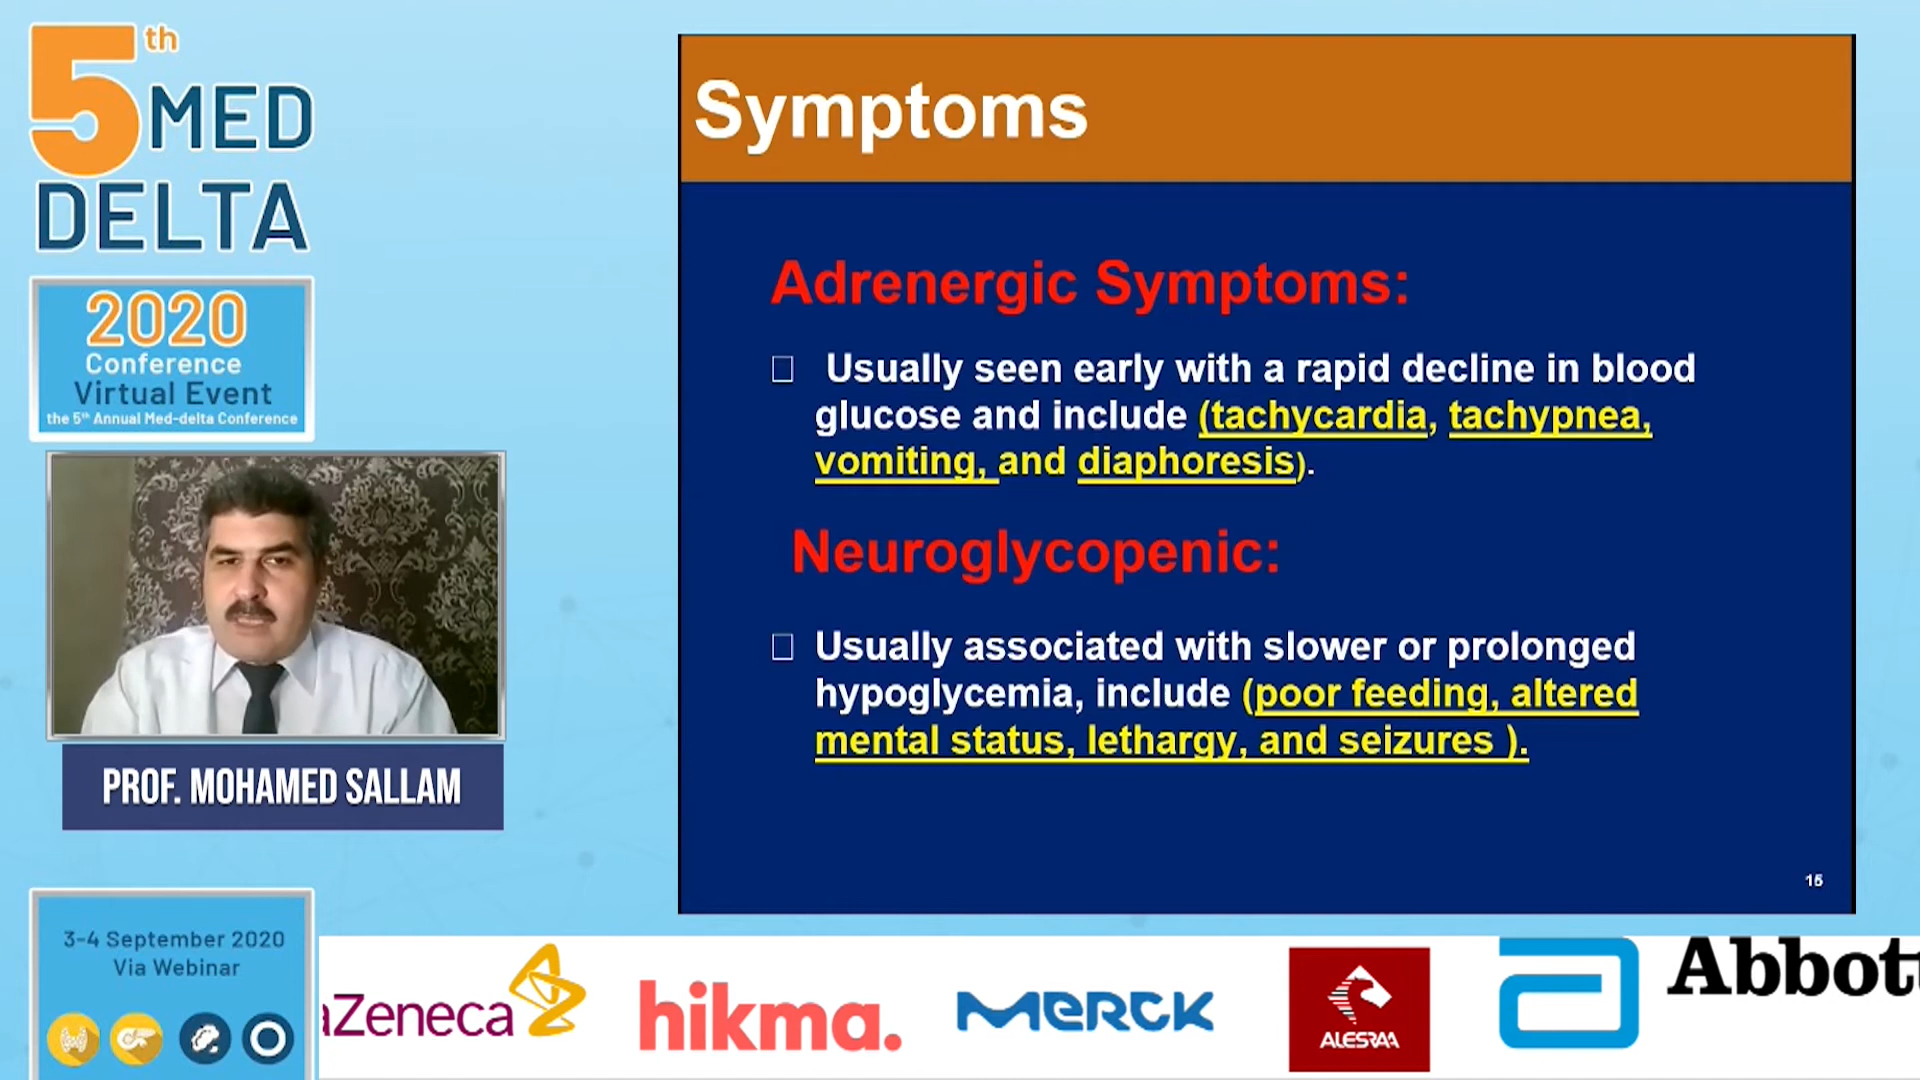 5th
MED
DELTA
2020
Conference
Virtual Event
the 5th Annual Med-delta Conference
PROF. MOHAMED SALLAM
3-4 September 2020
Via Webinar
Symptoms
Adrenergic Symptoms:
Usually seen early with a rapid decline in blood
glucose and include (tachycardia, tachypnea,
vomiting, and diaphoresis).
Neuroglycopenic:
Usually associated with slower or prolonged
hypoglycemia, include (poor feeding, altered
mental status, lethargy, and seizures ).
aZeneca
hikma.
MERCK
ALESRAA
Abbott